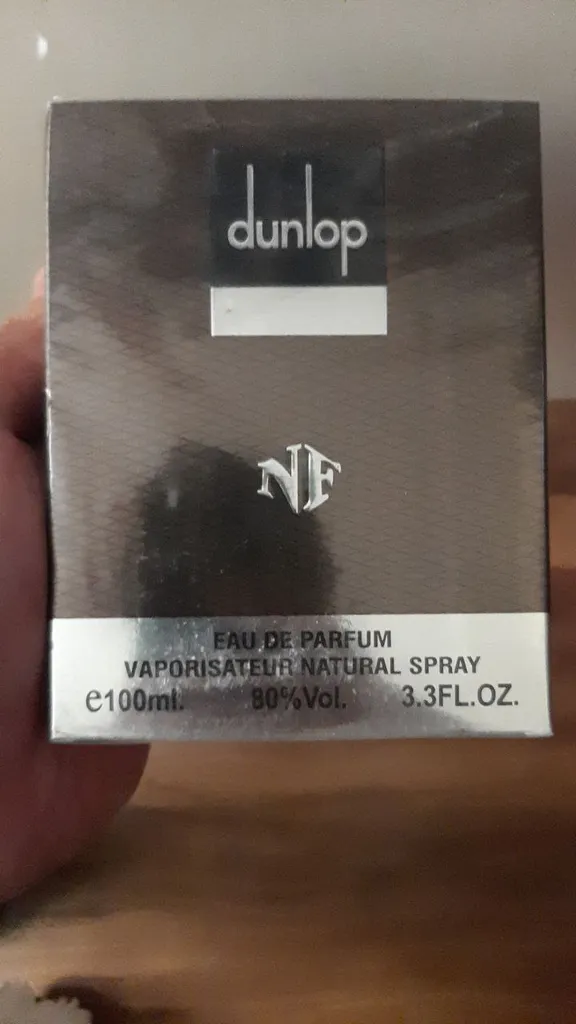 dunlop
NF
EAU DE PARFUM
VAPORISATEUR NATURAL SPRAY
e100ml. 80%Vol. 3.3FL.OZ.